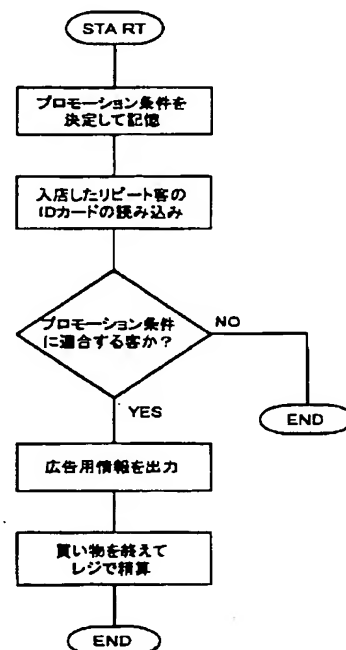 START
プロモーション条件を
決定して記憶
入店したリピート客の
IDカードの読み込み
プロモーション条件
に適合する客か?
NO
YES
END
広告用情報を出力
買い物を終えて
レジで精算
END